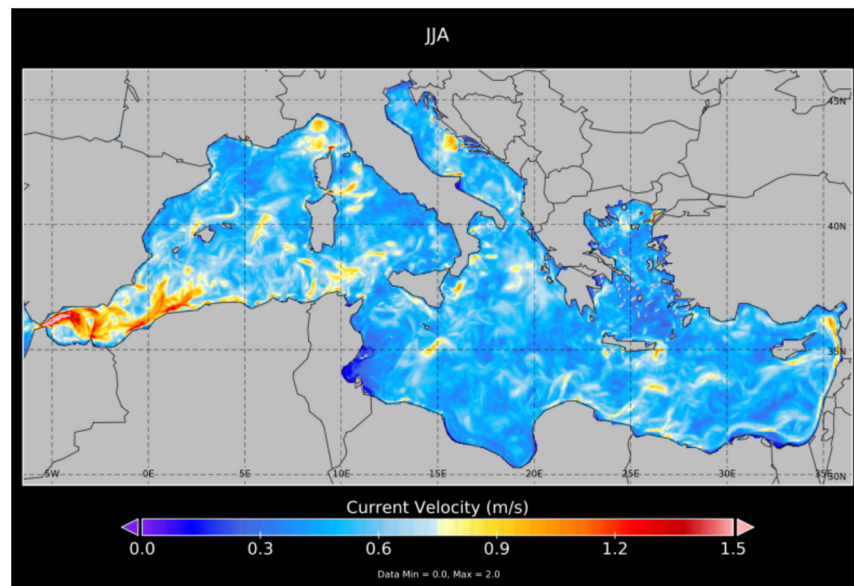 JJA
45N
40N
35N
5W 0E 5E 10E 15E 20E 25E 30E 35E 30N
Current Velocity (m/s)
0.0 0.3 0.6 0.9 1.2 1.5
Data Min = 0.0, Max = 2.0